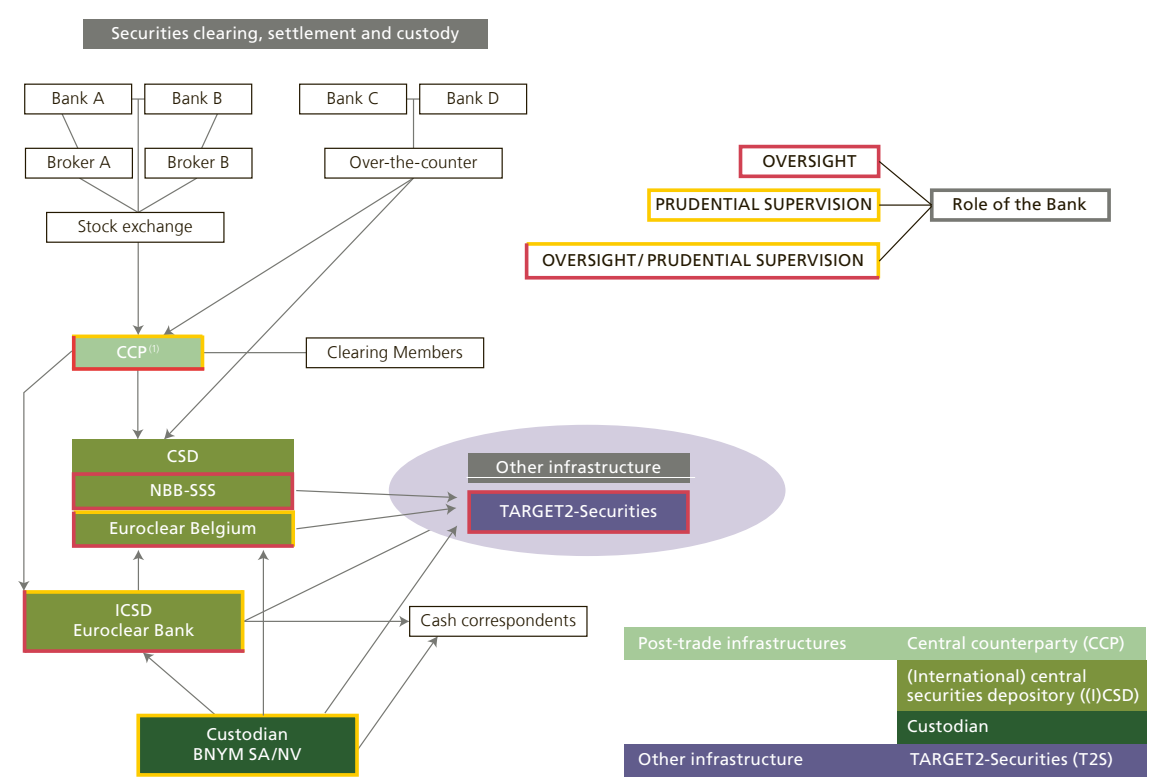 Securities clearing, settlement and custody
Bank A
Bank B
Bank C
Bank D
Broker A
Broker B
Over-the-counter
Stock exchange
OVERSIGHT
PRUDENTIAL SUPERVISION
Role of the Bank
OVERSIGHT/ PRUDENTIAL SUPERVISION
CCP (1)
Clearing Members
CSD
NBB-SSS
Euroclear Belgium
Other infrastructure
TARGET2-Securities
ICSD
Euroclear Bank
Cash correspondents
Custodian
BNYM SA/NV
Post-trade infrastructures
Central counterparty (CCP)
(International) central
securities depository ((I)CSD)
Custodian
Other infrastructure
TARGET2-Securities (T2S)